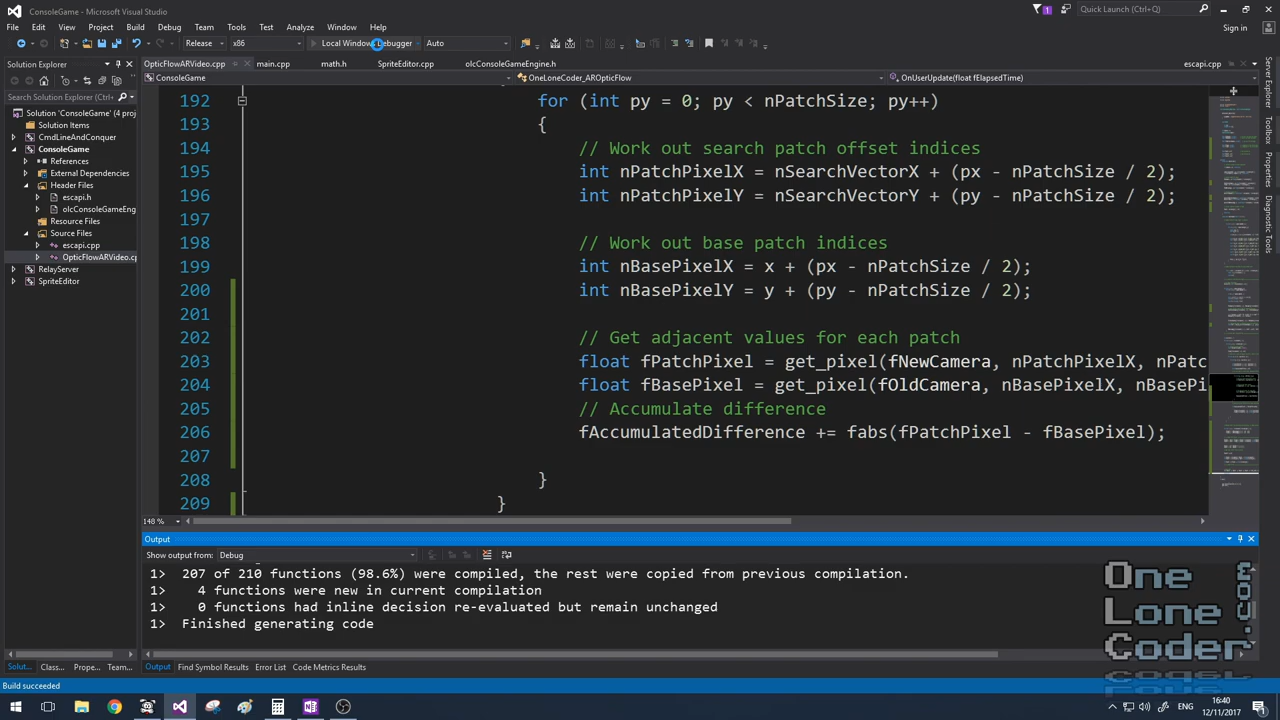 ConsoleGame - Microsoft Visual Studio
1
Quick Launch (Ctrl+Q)
File Edit View Project Build Debug Team Tools Test Analyze Window Help
Sign in
Release x86 Local Windows Debugger Auto
Solution Explorer
OpticFlowARVideo.cpp main.cpp math.h SpriteEditor.cpp olcConsoleGameEngine.h escapi.cpp
ConsoleGame OneLoneCoder_AROpticFlow OnUserUpdate(float fElapsedTime)
Search Solution Explorer (Ctrl+
Solution 'ConsoleGame' (4 proj
Solution Items
CmdLineAndConquer
ConsoleGame
References
External Dependencies
Header Files
escapi.h
olcConsoleGameEng
Resource Files
Source Files
escapi.cpp
OpticFlowARVideo.cp
RelayServer
SpriteEditor
192 for (int py = 0; py < nPatchSize; py++)
193 {
194 // Work out search patch offset indices
195 int nPatchPixelX = nSearchVectorX + (px - nPatchSize / 2);
196 int nPatchPixelY = nSearchVectorY + (py - nPatchSize / 2);
197
198 // Work out base patch indices
199 int nBasePixelX = x + (px - nPatchSize / 2);
200 int nBasePixelY = y + (py - nPatchSize / 2);
201
202 // Get adjacent values for each patch
203 float fPatchPixel = get_pixel(fNewCamera, nPatchPixelX, nPatc
204 float fBasePixel = get_pixel(fOldCamera, nBasePixelX, nBasePi
205 // Accumulate difference
206 fAccumulatedDifference += fabs(fPatchPixel - fBasePixel);
207
208 }
209 }
148 %
Output
Show output from: Debug
1> 207 of 210 functions (98.6%) were compiled, the rest were copied from previous compilation.
1> 4 functions were new in current compilation
1> 0 functions had inline decision re-evaluated but remain unchanged
1> Finished generating code
Solut... Class... Prope... Team...
Output Find Symbol Results Error List Code Metrics Results
Build succeeded
Server Explorer
Toolbox
Properties
Diagnostic Tools
One
Lone
Coder
.com
ENG
16:40
12/11/2017